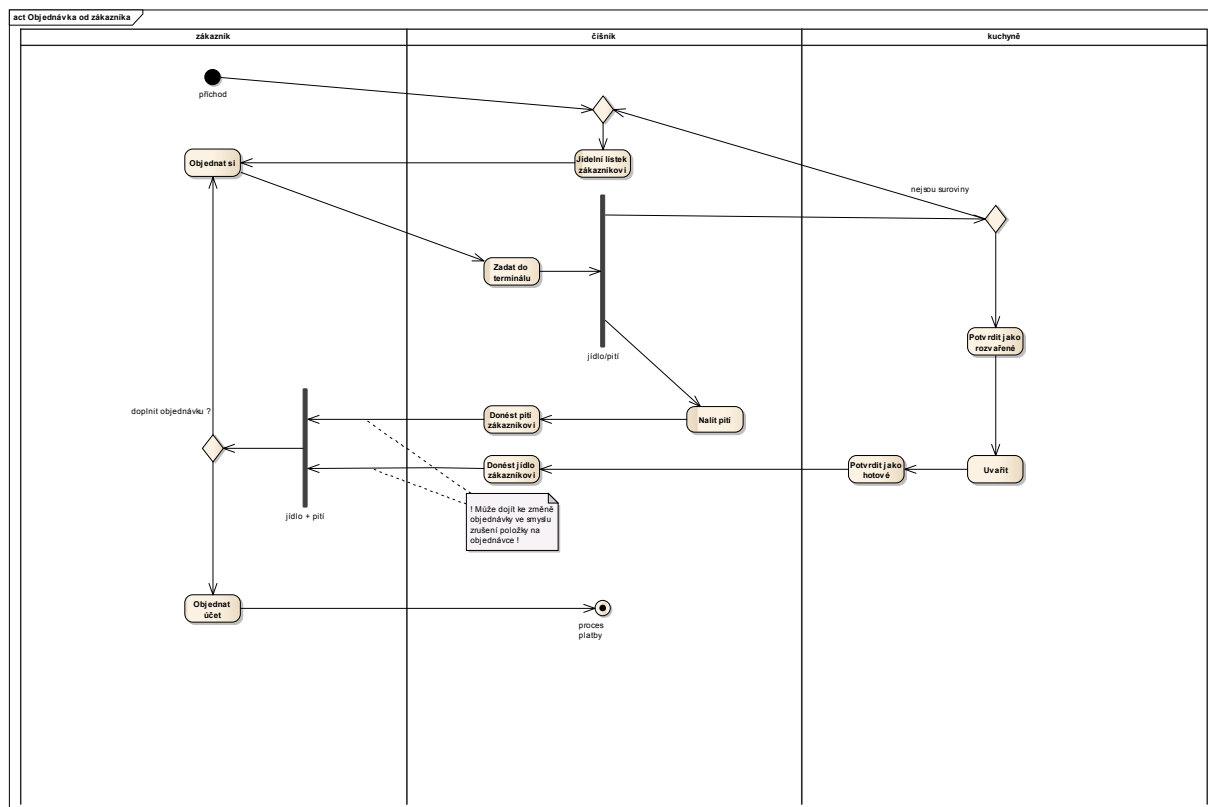 act Objednávka od zákazníka
zákazník
číšník
kuchyně
příchod
Objednat si
Jídelní lístek
zákazníkovi
nejsou suroviny
Zadat do
terminálu
jídlo/pití
Potvrdit jako
rozvařené
doplnit objednávku ?
Donést pití
zákazníkovi
Nalít pití
Donést jídlo
zákazníkovi
Potvrdit jako
hotové
Uvařit
jídlo + pití
! Může dojít ke změně
objednávky ve smyslu
zrušení položky na
objednávce !
Objednat
účet
proces
platby